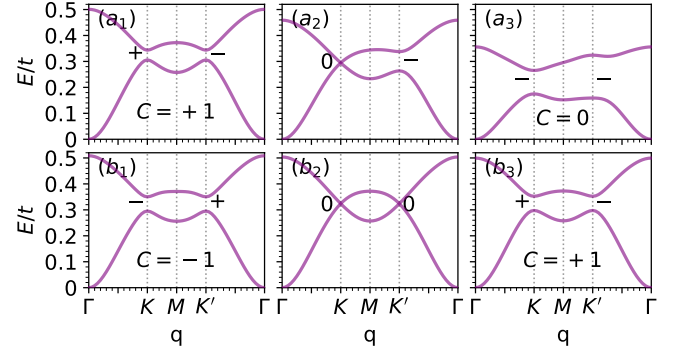 (a₁) (a₂) (a₃)
E/t
0.5
0.4
0.3
0.2
0.1
0
+ − 0 − − −
C = +1 C = 0
(b₁) (b₂) (b₃)
E/t
0.5
0.4
0.3
0.2
0.1
0
− + 0 0 + −
C = −1 C = +1
Γ K M K′ Γ K M K′ Γ K M K′ Γ
q q q